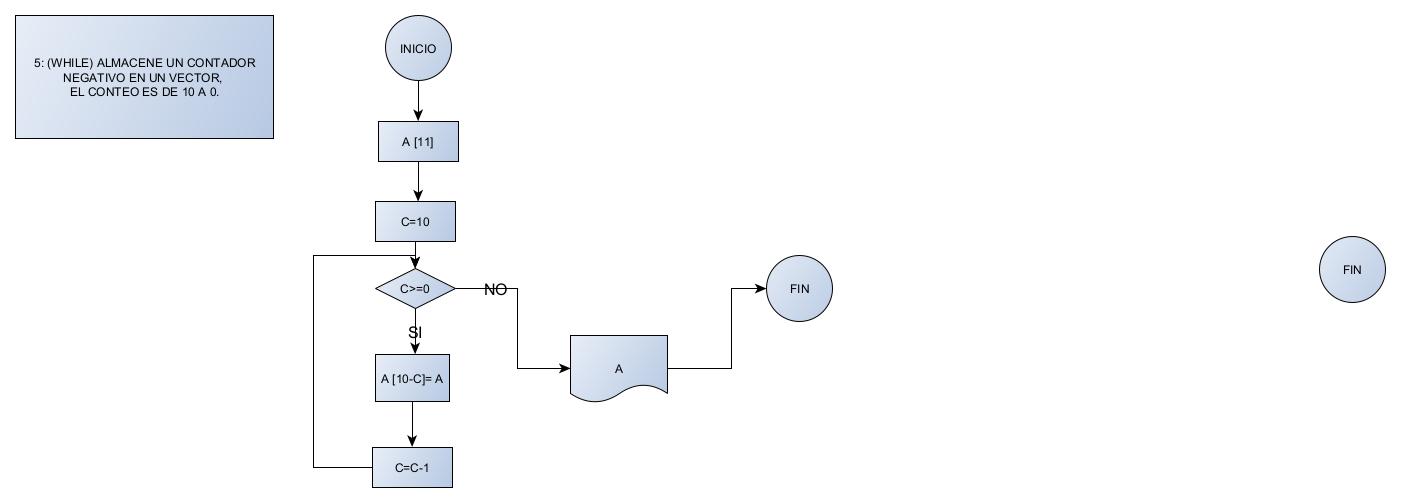 5: (WHILE) ALMACENE UN CONTADOR
NEGATIVO EN UN VECTOR,
EL CONTEO ES DE 10 A 0.
INICIO
A [11]
C=10
C>=0
NO
SI
A [10-C]= A
C=C-1
A
FIN
FIN